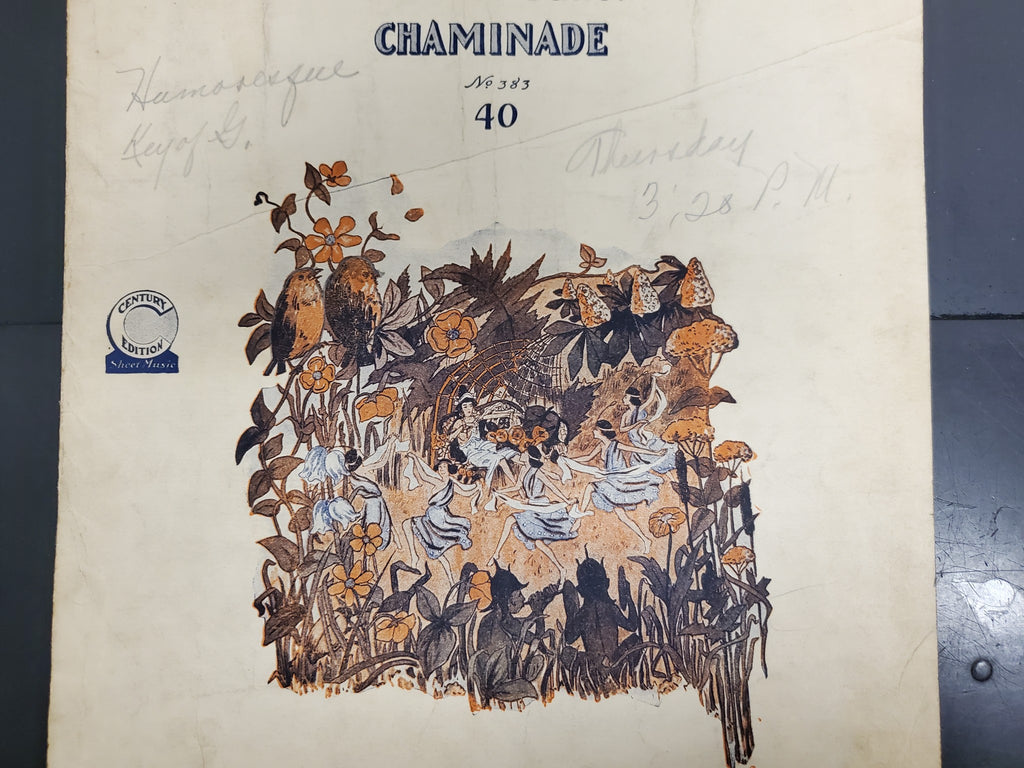 CHAMINADE
No 383
40
Humoresque
Key of G.
Thursday
3,28 P. M.
CENTURY
EDITION
Sheet Music